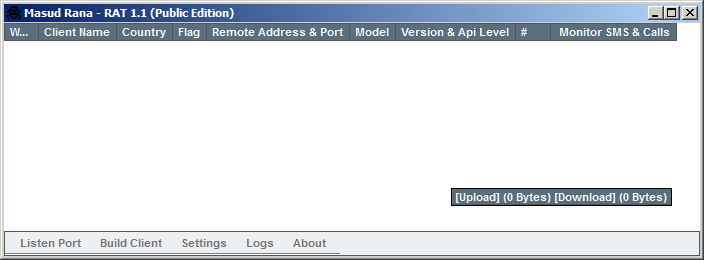 Masud Rana - RAT 1.1 (Public Edition)
W... Client Name Country Flag Remote Address & Port Model Version & Api Level # Monitor SMS & Calls
[Upload] (0 Bytes) [Download] (0 Bytes)
Listen Port Build Client Settings Logs About